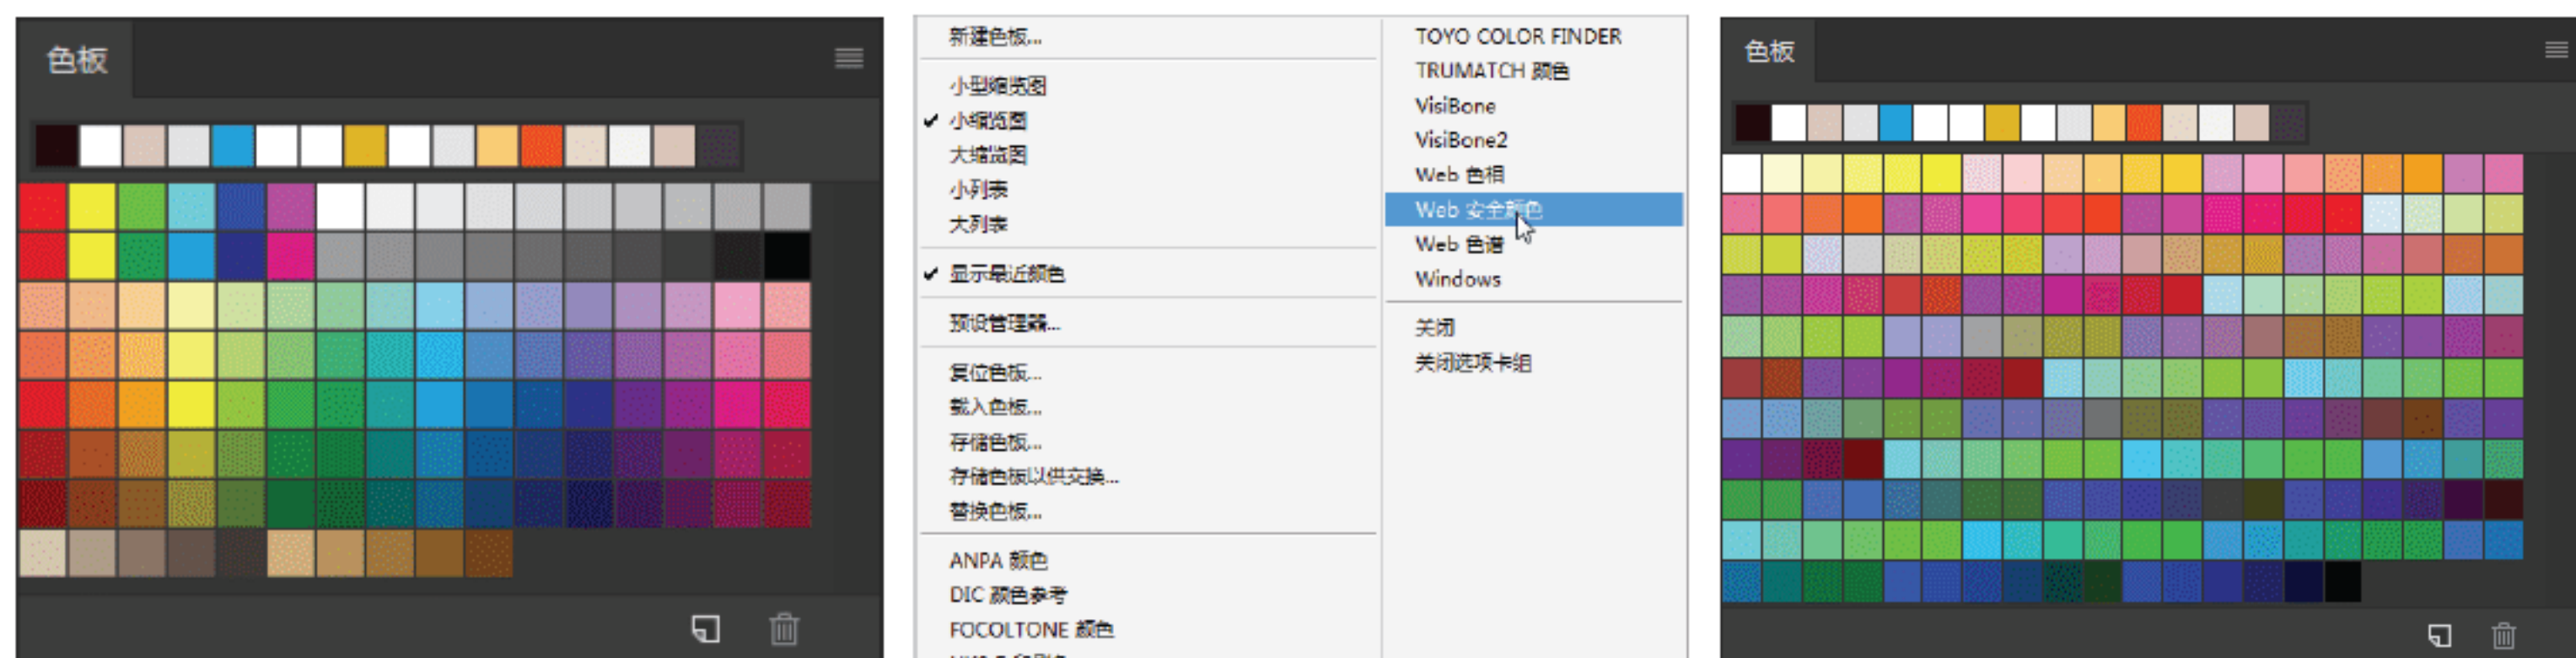 色板
新建色板...
小型缩览图
小缩览图
大缩览图
小列表
大列表
显示最近颜色
预设管理器...
复位色板...
载入色板...
存储色板...
存储色板以供交换...
替换色板...
ANPA 颜色
DIC 颜色参考
FOCOLTONE 颜色
TOYO COLOR FINDER
TRUMATCH 颜色
VisiBone
VisiBone2
Web 色相
Web 安全颜色
Web 色谱
Windows
关闭
关闭选项卡组
色板